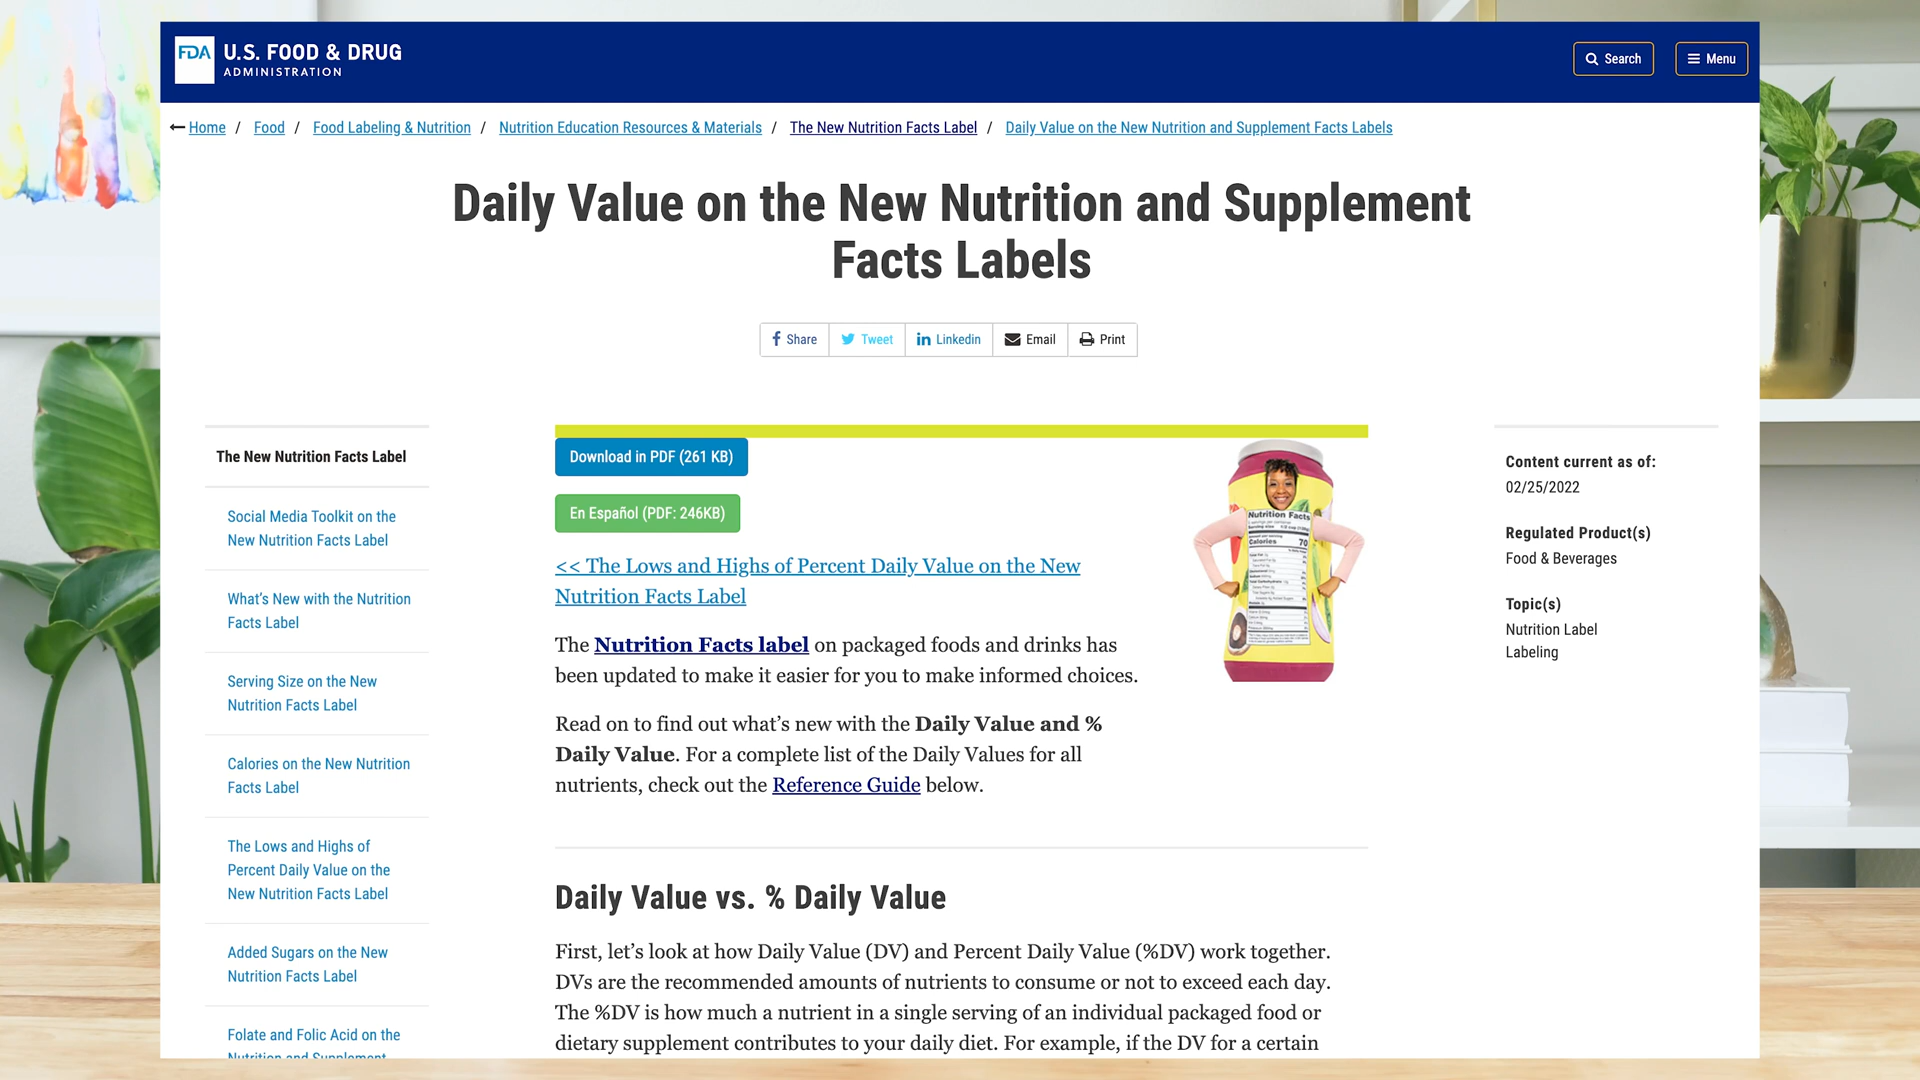 FDA U.S. FOOD & DRUG
ADMINISTRATION
Search
Menu
Home / Food / Food Labeling & Nutrition / Nutrition Education Resources & Materials / The New Nutrition Facts Label / Daily Value on the New Nutrition and Supplement Facts Labels
Daily Value on the New Nutrition and Supplement
Facts Labels
Share
Tweet
Linkedin
Email
Print
The New Nutrition Facts Label
Social Media Toolkit on the
New Nutrition Facts Label
What's New with the Nutrition
Facts Label
Serving Size on the New
Nutrition Facts Label
Calories on the New Nutrition
Facts Label
The Lows and Highs of
Percent Daily Value on the
New Nutrition Facts Label
Added Sugars on the New
Nutrition Facts Label
Folate and Folic Acid on the
Nutrition and Supplement
Download in PDF (261 KB)
En Español (PDF: 246KB)
<< The Lows and Highs of Percent Daily Value on the New
Nutrition Facts Label
The Nutrition Facts label on packaged foods and drinks has
been updated to make it easier for you to make informed choices.
Read on to find out what's new with the Daily Value and %
Daily Value. For a complete list of the Daily Values for all
nutrients, check out the Reference Guide below.
Nutrition Facts
Calories 70
Daily Value vs. % Daily Value
First, let's look at how Daily Value (DV) and Percent Daily Value (%DV) work together.
DVs are the recommended amounts of nutrients to consume or not to exceed each day.
The %DV is how much a nutrient in a single serving of an individual packaged food or
dietary supplement contributes to your daily diet. For example, if the DV for a certain
Content current as of:
02/25/2022
Regulated Product(s)
Food & Beverages
Topic(s)
Nutrition Label
Labeling